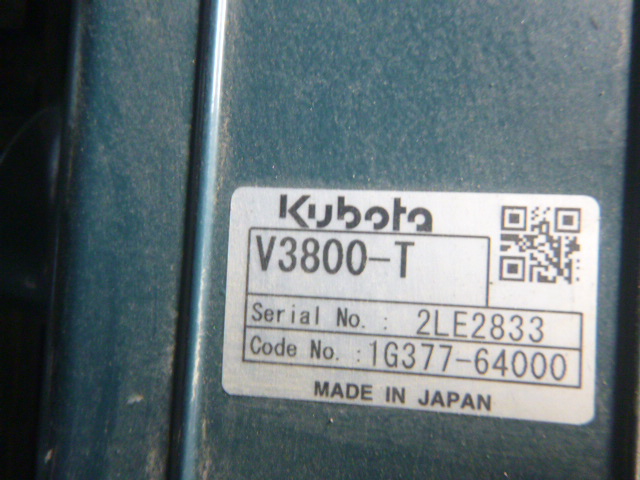 Kubota
V3800-T
Serial No. : 2LE2833
Code No. : 1G377-64000
MADE IN JAPAN